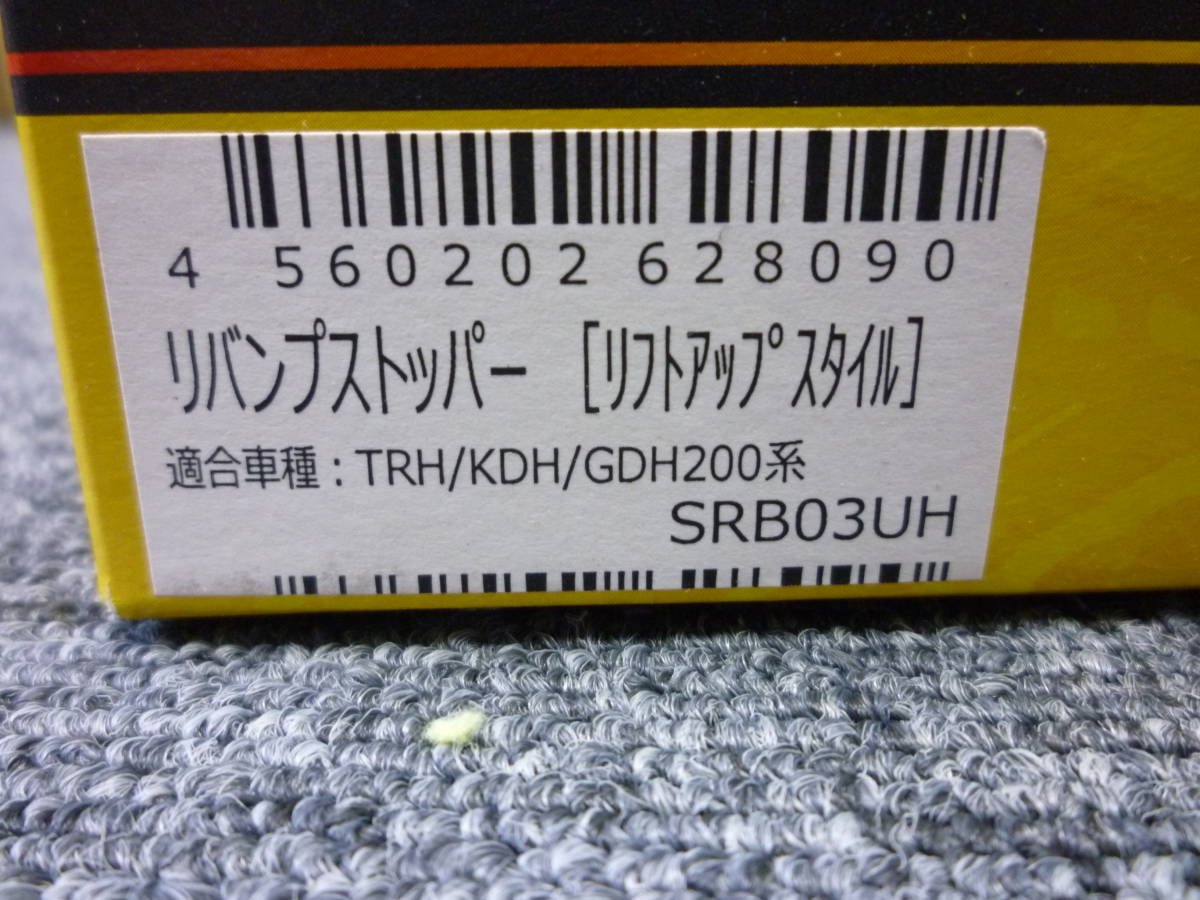 4 560202 628090
リバンプストッパー [リフトアップスタイル]
適合車種:TRH/KDH/GDH200系
SRB03UH